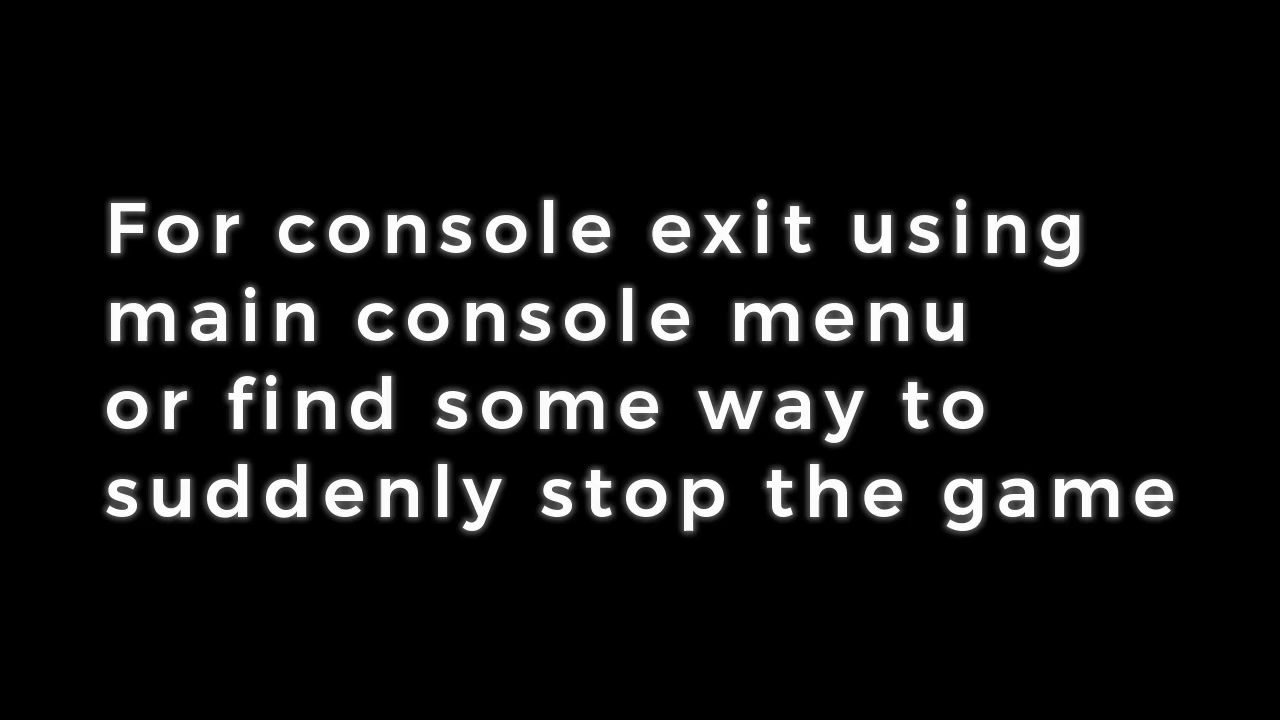 For console exit using
main console menu
or find some way to
suddenly stop the game